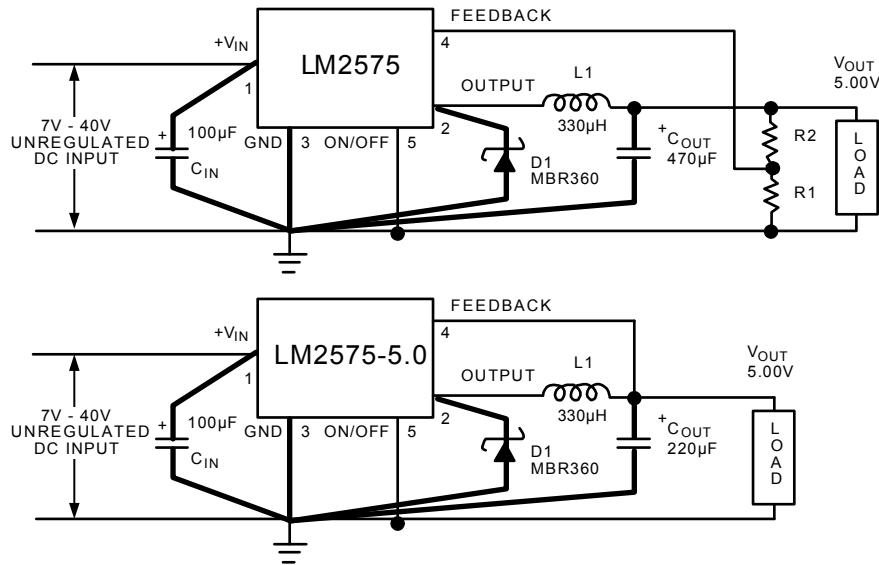 FEEDBACK
+VIN
4
LM2575
1
OUTPUT
L1
VOUT
5.00V
7V - 40V
UNREGULATED
DC INPUT
+
100µF
CIN
GND
3
ON/OFF
5
2
330µH
D1
MBR360
+
COUT
470µF
R2
R1
LOAD
FEEDBACK
+VIN
4
LM2575-5.0
1
OUTPUT
L1
VOUT
5.00V
7V - 40V
UNREGULATED
DC INPUT
+
100µF
CIN
GND
3
ON/OFF
5
2
330µH
D1
MBR360
+
COUT
220µF
LOAD